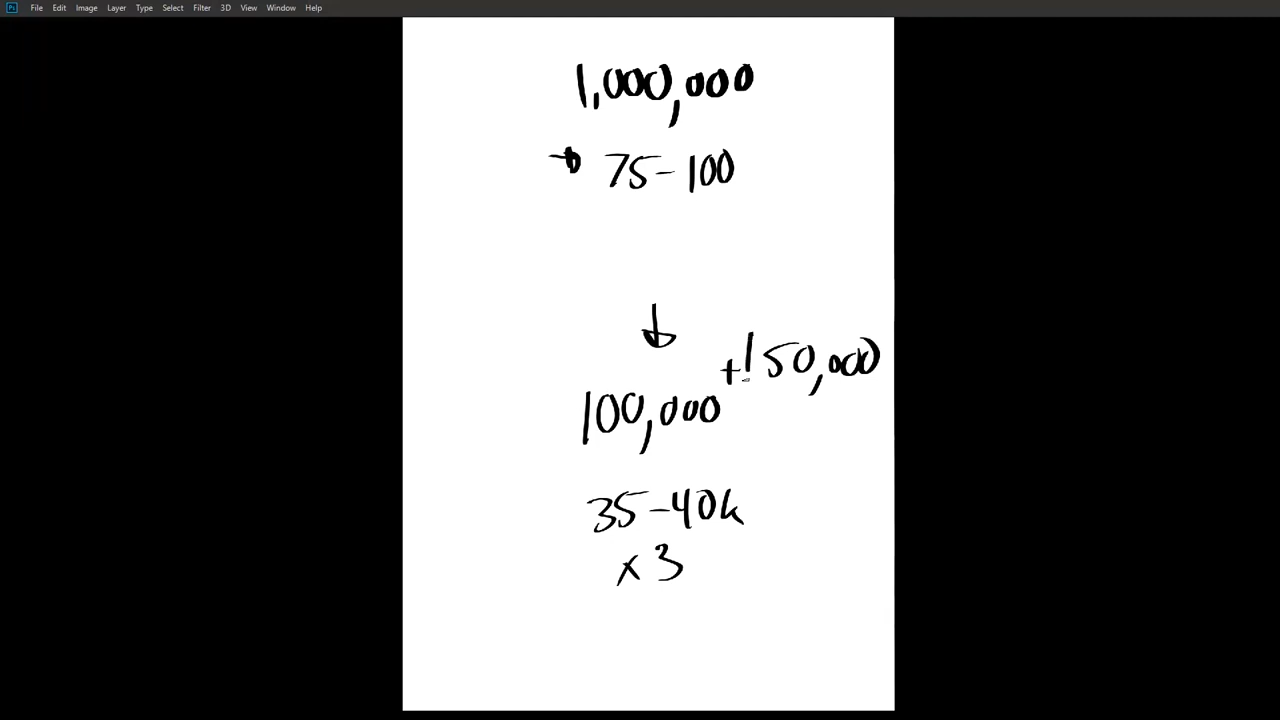 Ps File Edit Image Layer Type Select Filter 3D View Window Help
1,000,000
→ 75-100
↓
+150,000
100,000
35-40k
x 3